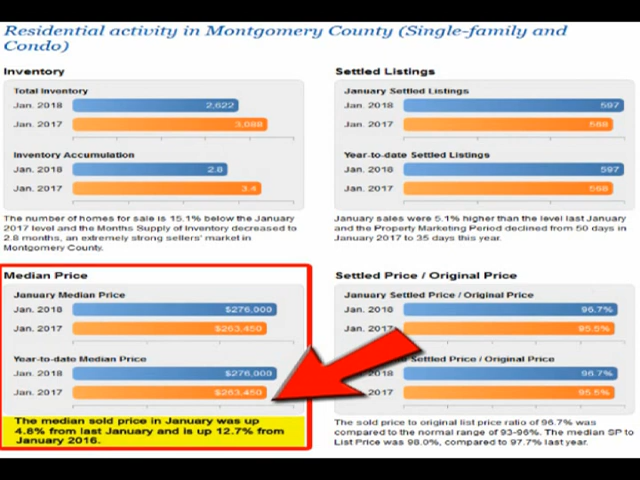 Residential activity in Montgomery County (Single-family and
Condo)
Inventory
Total Inventory
Jan. 2018 2,622
Jan. 2017 3,088
Inventory Accumulation
Jan. 2018 2.8
Jan. 2017 3.4
The number of homes for sale is 15.1% below the January
2017 level and the Months Supply of Inventory decreased to
2.8 months, an extremely strong sellers' market in
Montgomery County.
Settled Listings
January Settled Listings
Jan. 2018 597
Jan. 2017 568
Year-to-date Settled Listings
Jan. 2018 597
Jan. 2017 568
January sales were 5.1% higher than the level last January
and the Property Marketing Period declined from 50 days in
January 2017 to 35 days this year.
Median Price
January Median Price
Jan. 2018 $276,000
Jan. 2017 $263,450
Year-to-date Median Price
Jan. 2018 $276,000
Jan. 2017 $263,450
The median sold price in January was up
4.8% from last January and is up 12.7% from
January 2016.
Settled Price / Original Price
January Settled Price / Original Price
Jan. 2018 96.7%
Jan. 2017 95.5%
Settled Price / Original Price
2018 96.7%
2017 95.5%
The sold price to original list price ratio of 96.7% was
compared to the normal range of 93-96%. The median SP to
List Price was 98.0%, compared to 97.7% last year.